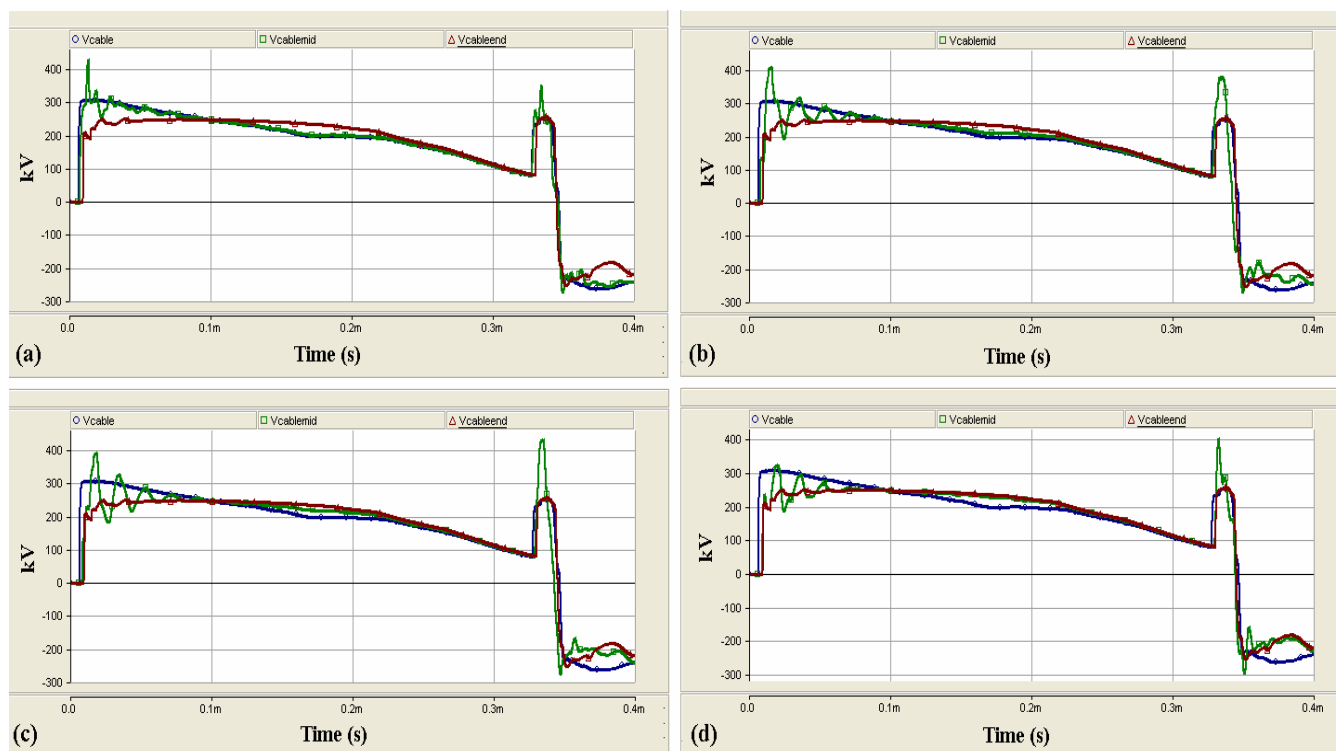 Vcable Vcablemid Vcableend
400
300
200
100
0
-100
-200
-300
kV
0.0 0.1m 0.2m 0.3m 0.4m
(a) Time (s)
Vcable Vcablemid Vcableend
400
300
200
100
0
-100
-200
-300
kV
0.0 0.1m 0.2m 0.3m 0.4m
(b) Time (s)
Vcable Vcablemid Vcableend
400
300
200
100
0
-100
-200
-300
kV
0.0 0.1m 0.2m 0.3m 0.4m
(c) Time (s)
Vcable Vcablemid Vcableend
400
300
200
100
0
-100
-200
-300
kV
0.0 0.1m 0.2m 0.3m 0.4m
(d) Time (s)